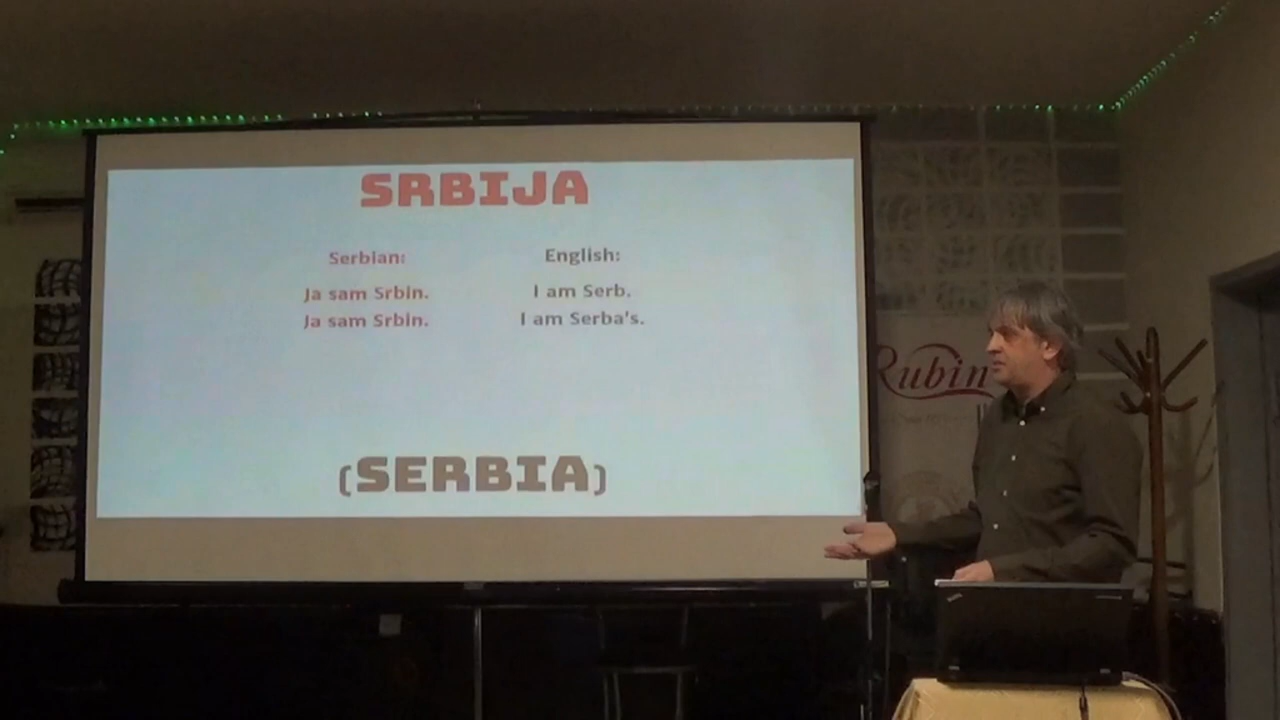 SRBIJA
Serbian:
English:
Ja sam Srbin.
I am Serb.
Ja sam Srbin.
I am Serba's.
(SERBIA)
Rubin